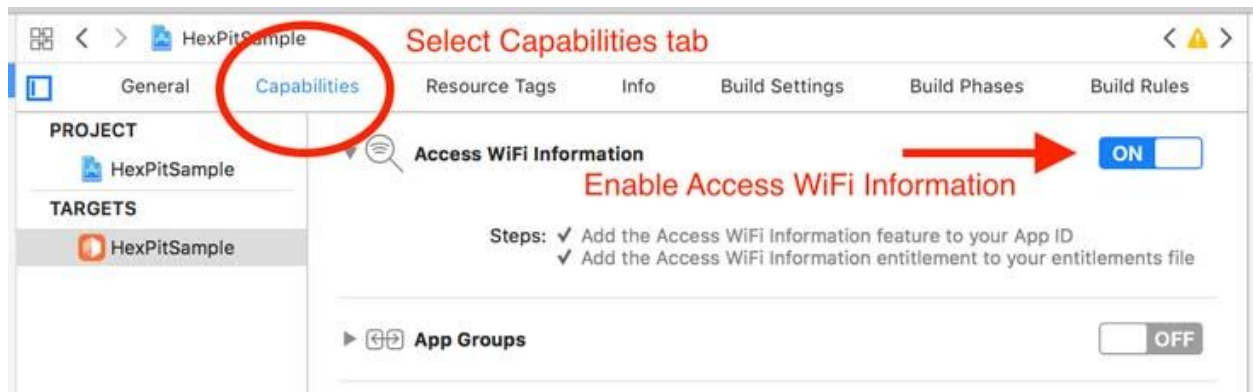 HexPitSample Select Capabilities tab
General Capabilities Resource Tags Info Build Settings Build Phases Build Rules
PROJECT
HexPitSample
TARGETS
HexPitSample
Access WiFi Information ON
Enable Access WiFi Information
Steps: ✓ Add the Access WiFi Information feature to your App ID
✓ Add the Access WiFi Information entitlement to your entitlements file
App Groups OFF